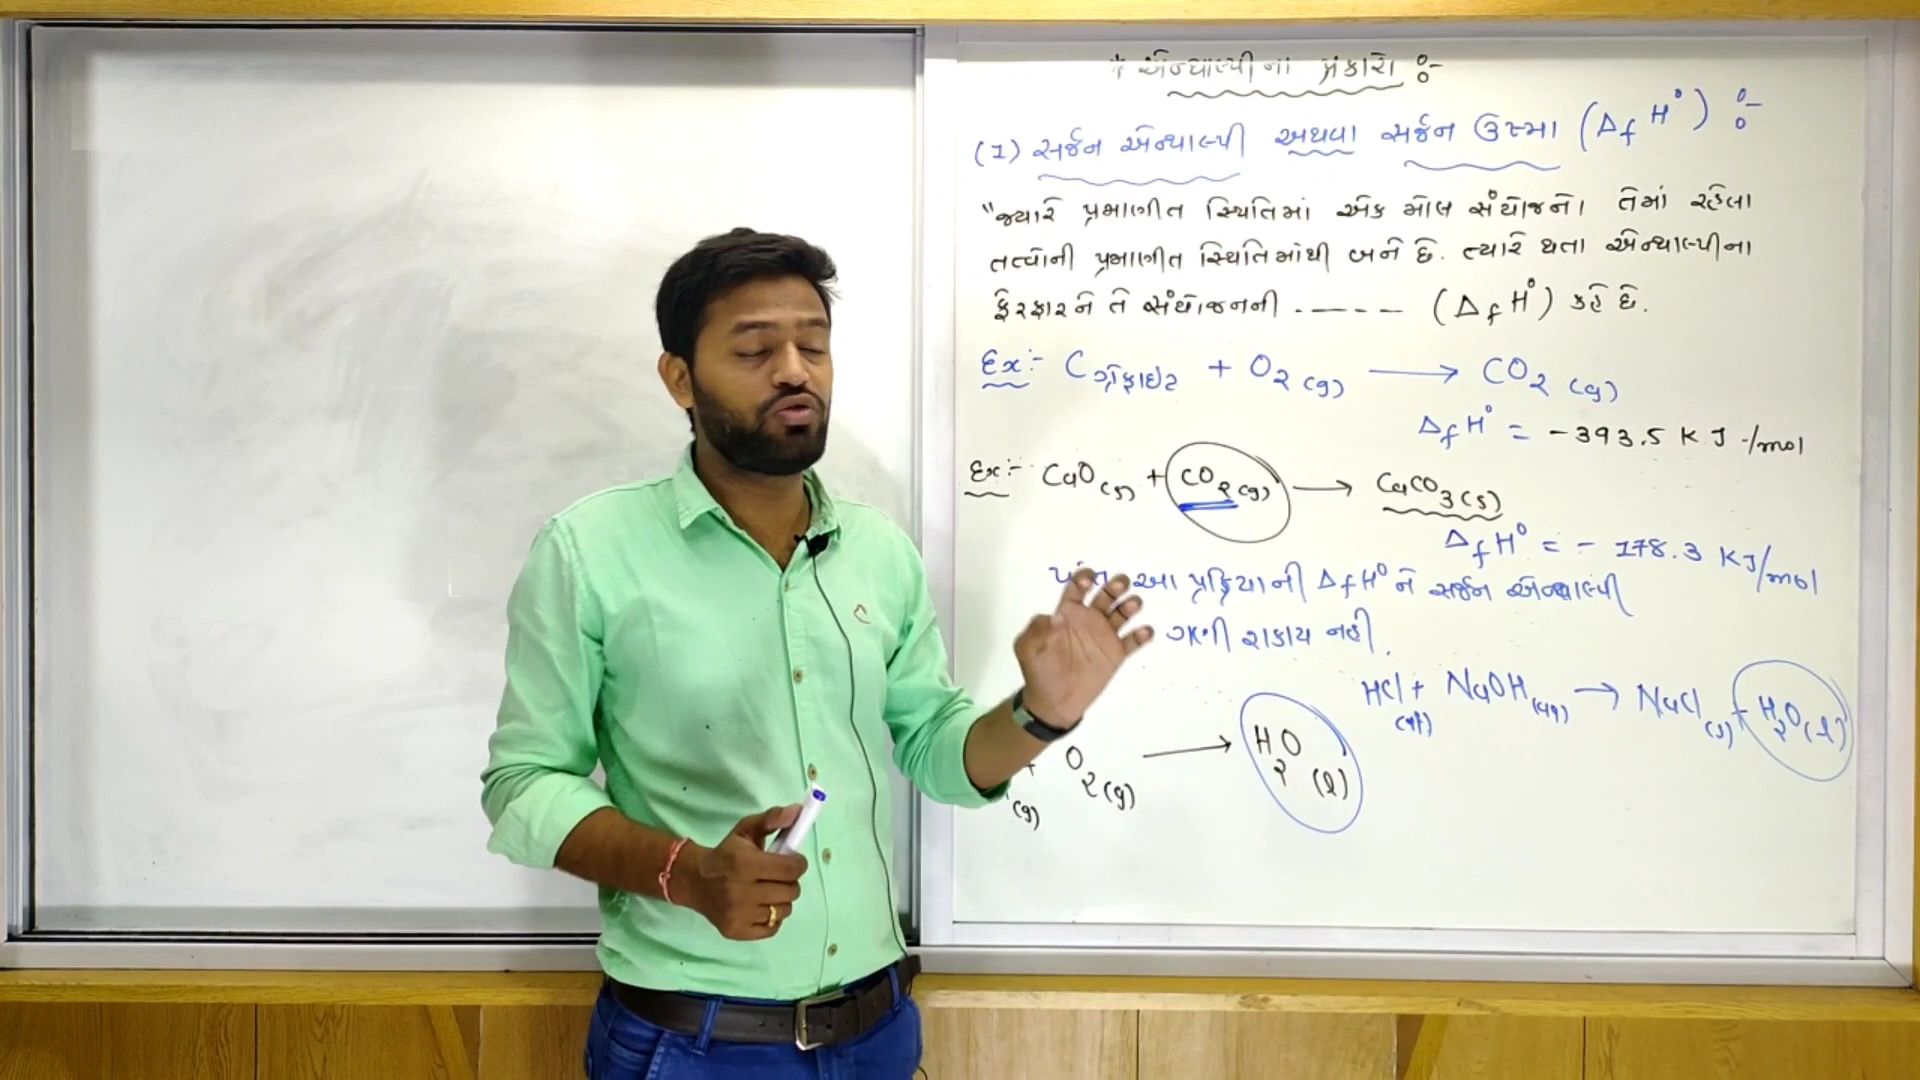 * એન્થાલ્પીના પ્રકારો :-
(1) સર્જન એન્થાલ્પી અથવા સર્જન ઉષ્મા (ΔfH°) :-
"જ્યારે પ્રમાણીત સ્થિતિમાં એક મોલ સંયોજનો તેમાં રહેલા
તત્વોની પ્રમાણીત સ્થિતિમાંથી બને છે. ત્યારે થતા એન્થાલ્પીના
ફેરફારને તે સંયોજનની ----- (ΔfH°) કહે છે.
Ex:- C ગ્રેફાઇટ + O2 (g) ⟶ CO2 (g)
ΔfH° = -393.5 KJ /mol
Ex:- CaO(s) + CO2(g) ⟶ CaCO3(s)
ΔfH° = - 178.3 KJ/mol
આ પ્રક્રિયાની ΔfH° ને સર્જન એન્થાલ્પી
ગણી શકાય નહી.
HCl + NaOH(aq) → NaCl(s) + H2O(l)
+ O2(g) ⟶ H2O(l)
(g)